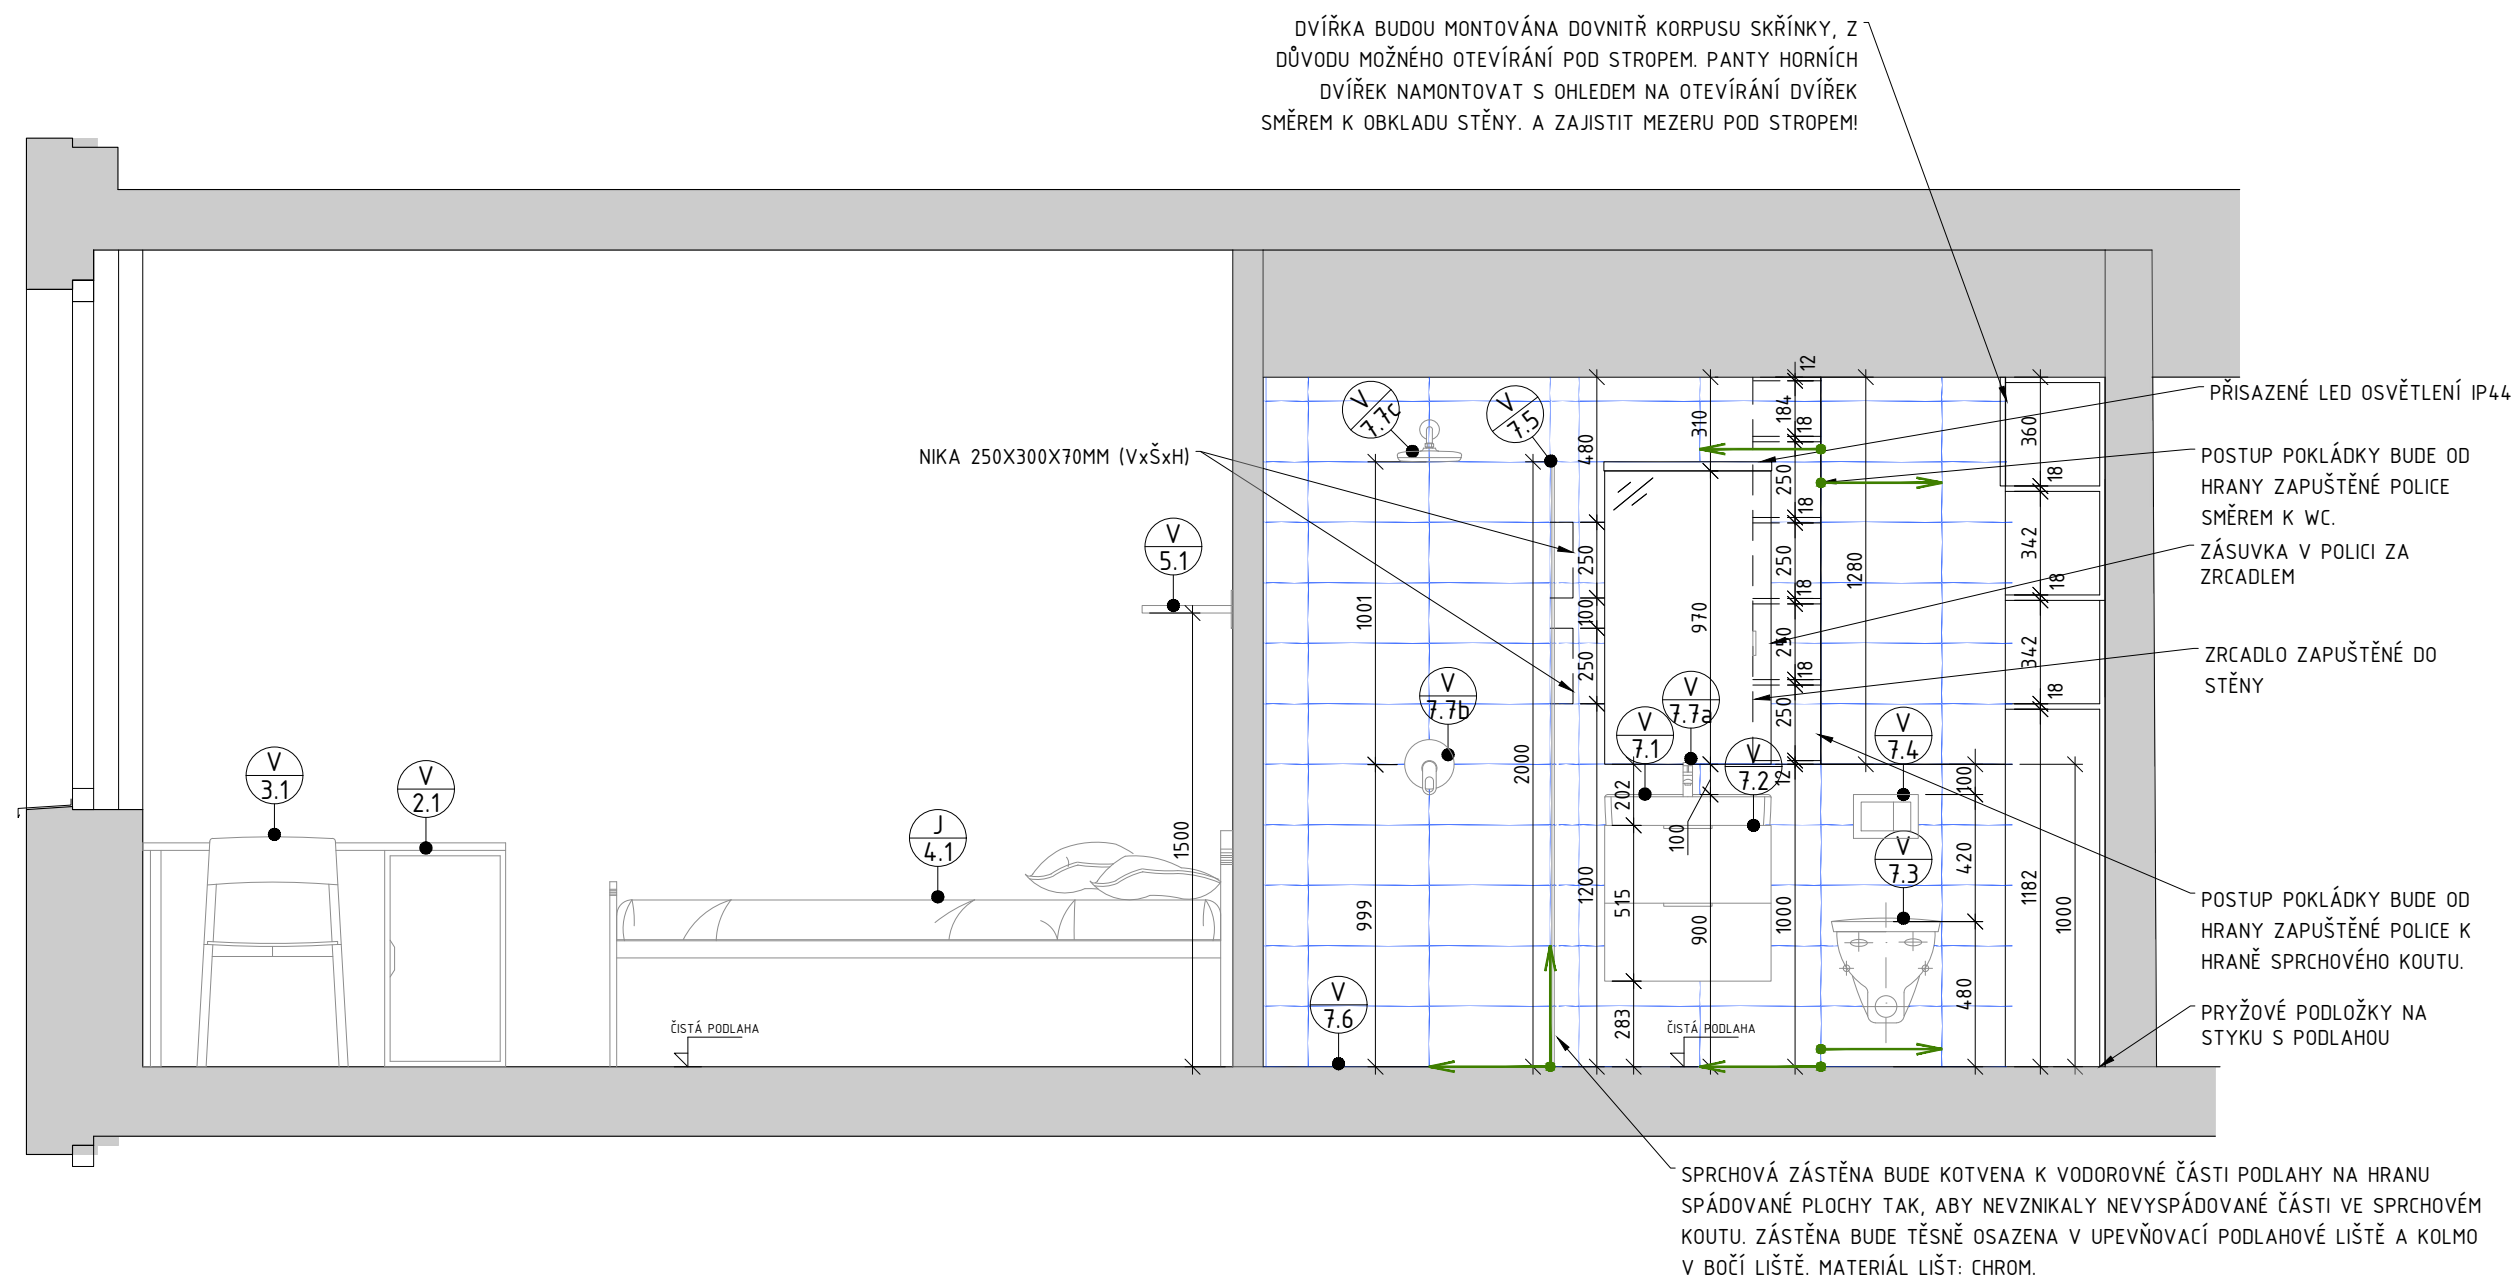 DVÍŘKA BUDOU MONTOVÁNA DOVNITŘ KORPUSU SKŘÍNKY, Z
DŮVODU MOŽNÉHO OTEVÍRÁNÍ POD STROPEM. PANTY HORNÍCH
DVÍŘEK NAMONTOVAT S OHLEDEM NA OTEVÍRÁNÍ DVÍŘEK
SMĚREM K OBKLADU STĚNY. A ZAJISTIT MEZERU POD STROPEM!
NIKA 250X300X70MM (VxŠxH)
PŘISAZENÉ LED OSVĚTLENÍ IP44
POSTUP POKLÁDKY BUDE OD
HRANY ZAPUŠTĚNÉ POLICE
SMĚREM K WC.
ZÁSUVKA V POLICI ZA
ZRCADLEM
ZRCADLO ZAPUŠTĚNÉ DO
STĚNY
POSTUP POKLÁDKY BUDE OD
HRANY ZAPUŠTĚNÉ POLICE K
HRANĚ SPRCHOVÉHO KOUTU.
PRYŽOVÉ PODLOŽKY NA
STYKU S PODLAHOU
SPRCHOVÁ ZÁSTĚNA BUDE KOTVENA K VODOROVNÉ ČÁSTI PODLAHY NA HRANU
SPÁDOVANÉ PLOCHY TAK, ABY NEVZNIKALY NEVYSPÁDOVANÉ ČÁSTI VE SPRCHOVÉM
KOUTU. ZÁSTĚNA BUDE TĚSNĚ OSAZENA V UPEVŇOVACÍ PODLAHOVÉ LIŠTĚ A KOLMO
V BOČÍ LIŠTĚ. MATERIÁL LIŠT: CHROM.
V
3.1
V
2.1
J
4.1
V
5.1
V
7.7c
V
7.5
V
7.7b
V
7.1
V
7.7a
V
7.2
V
7.4
V
7.3
V
7.6
ČISTÁ PODLAHA
ČISTÁ PODLAHA
1500
1001
999
2000
480
250
100
250
1200
202
515
283
310
970
100
900
12
184
18
250
18
250
18
250
18
250
12
1000
1280
100
420
480
360
18
342
18
342
18
1182
1000